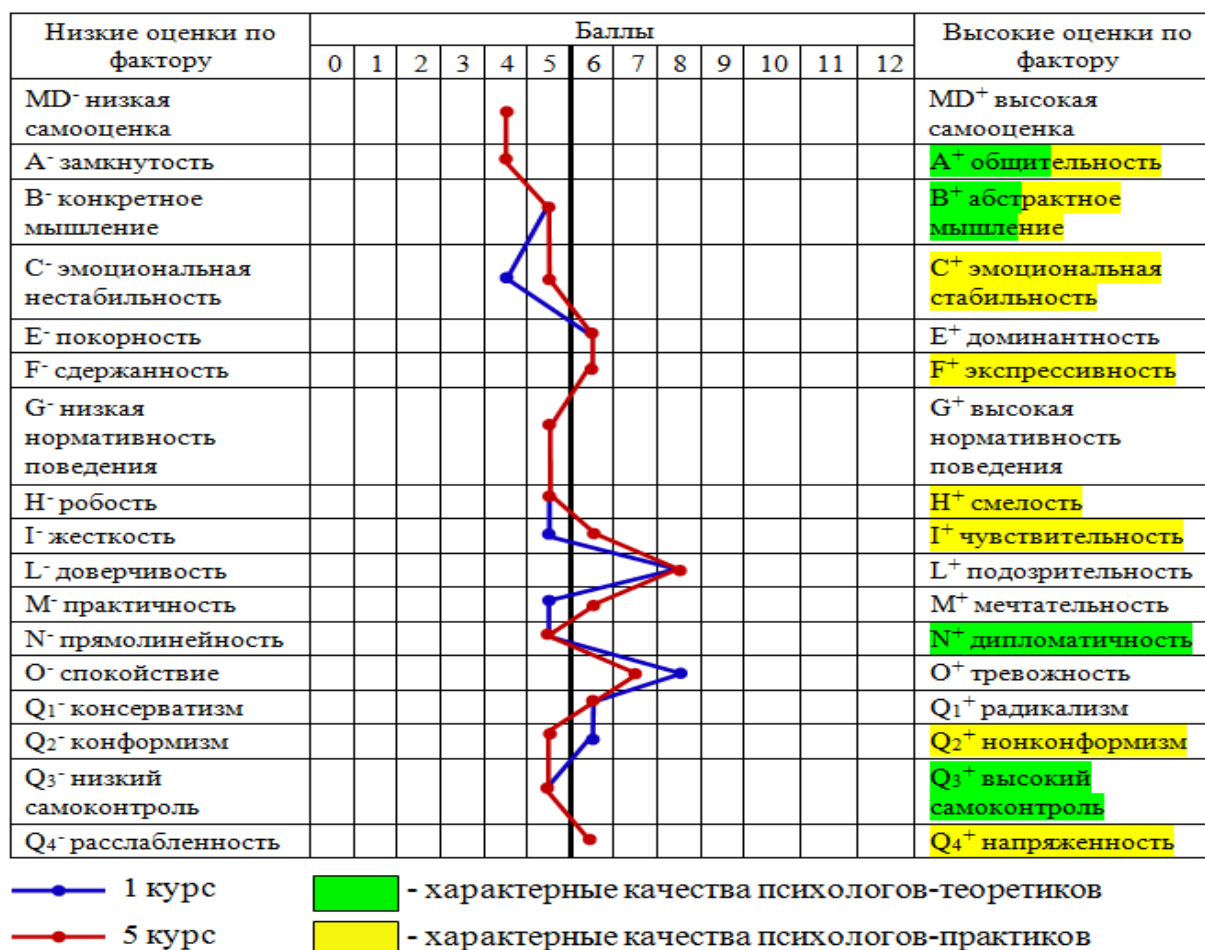 Низкие оценки по
фактору
Баллы
Высокие оценки по
фактору
0 1 2 3 4 5 6 7 8 9 10 11 12
MD- низкая
самооценка
MD+ высокая
самооценка
A- замкнутость
A+ общительность
B- конкретное
мышление
B+ абстрактное
мышление
C- эмоциональная
нестабильность
C+ эмоциональная
стабильность
E- покорность
E+ доминантность
F- сдержанность
F+ экспрессивность
G- низкая
нормативность
поведения
G+ высокая
нормативность
поведения
H- робость
H+ смелость
I- жесткость
I+ чувствительность
L- доверчивость
L+ подозрительность
M- практичность
M+ мечтательность
N- прямолинейность
N+ дипломатичность
O- спокойствие
O+ тревожность
Q1- консерватизм
Q1+ радикализм
Q2- конформизм
Q2+ нонконформизм
Q3- низкий
самоконтроль
Q3+ высокий
самоконтроль
Q4- расслабленность
Q4+ напряженность
1 курс
- характерные качества психологов-теоретиков
5 курс
- характерные качества психологов-практиков